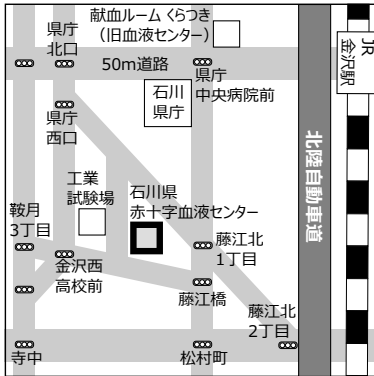 献血ルーム くらつき
（旧血液センター）
県庁
北口
50m道路
JR
金沢駅
石川
県庁
県庁
中央病院前
県庁
西口
北陸自動車道
工業
試験場
石川県
赤十字血液センター
鞍月
3丁目
藤江北
1丁目
金沢西
高校前
藤江橋
藤江北
2丁目
寺中
松村町